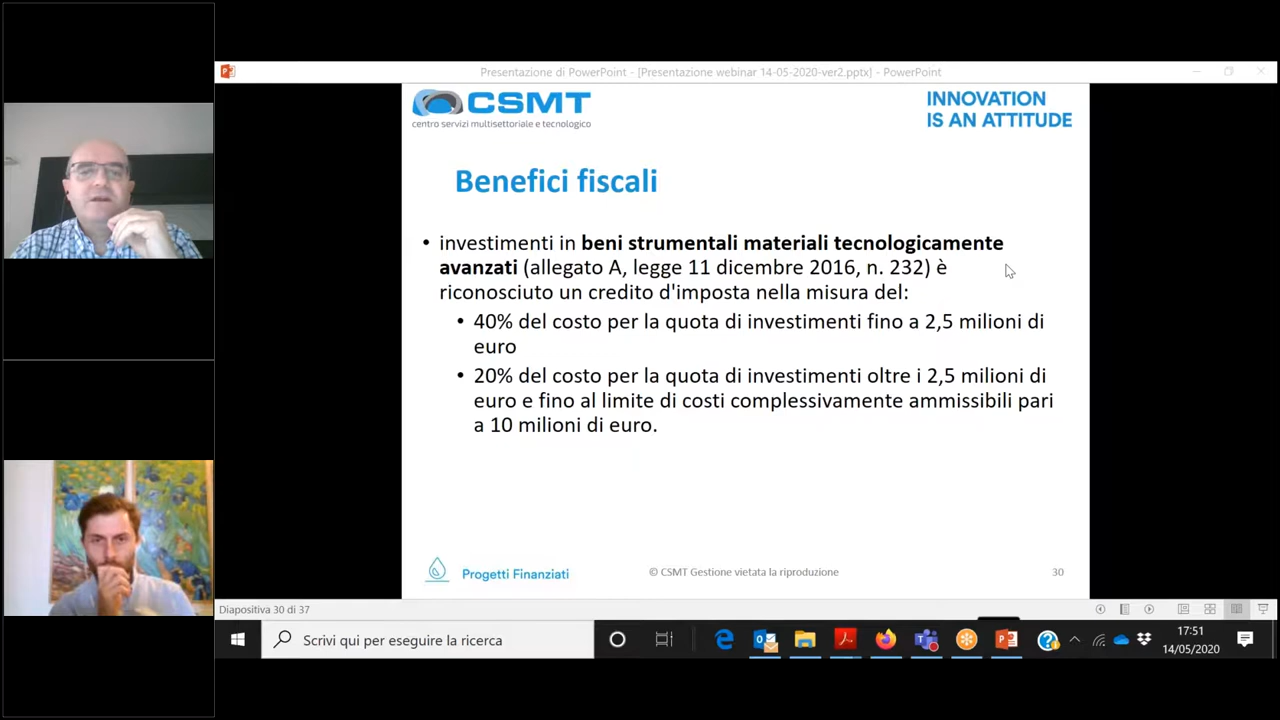 Presentazione di PowerPoint - [Presentazione webinar 14-05-2020-ver2.pptx] - PowerPoint
CSMT
centro servizi multisettoriale e tecnologico
INNOVATION
IS AN ATTITUDE
Benefici fiscali
• investimenti in beni strumentali materiali tecnologicamente
avanzati (allegato A, legge 11 dicembre 2016, n. 232) è
riconosciuto un credito d'imposta nella misura del:
• 40% del costo per la quota di investimenti fino a 2,5 milioni di
euro
• 20% del costo per la quota di investimenti oltre i 2,5 milioni di
euro e fino al limite di costi complessivamente ammissibili pari
a 10 milioni di euro.
Progetti Finanziati
© CSMT Gestione vietata la riproduzione
30
Diapositiva 30 di 37
Scrivi qui per eseguire la ricerca
17:51
14/05/2020